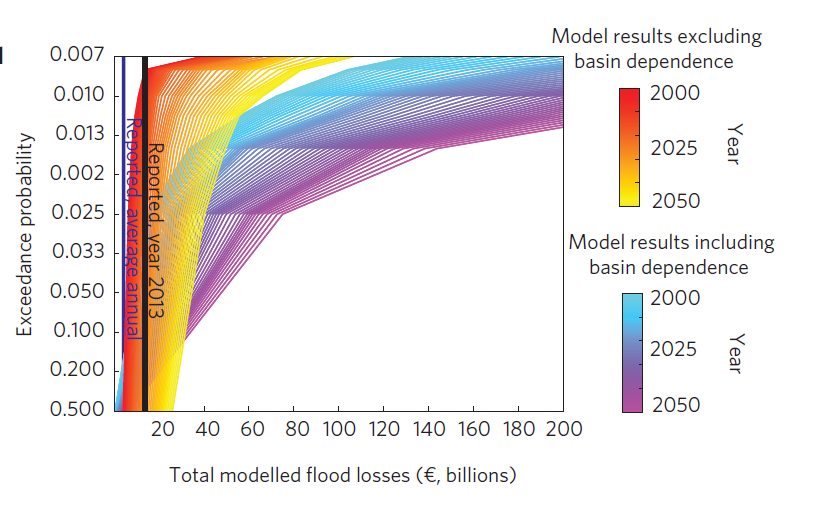 Model results excluding
basin dependence
2000
2025
2050
Year
Model results including
basin dependence
2000
2025
2050
Year
Exceedance probability
0.007
0.010
0.013
0.002
0.025
0.033
0.050
0.100
0.200
0.500
Reported, average annual
Reported, year 2013
20 40 60 80 100 120 140 160 180 200
Total modelled flood losses (€, billions)